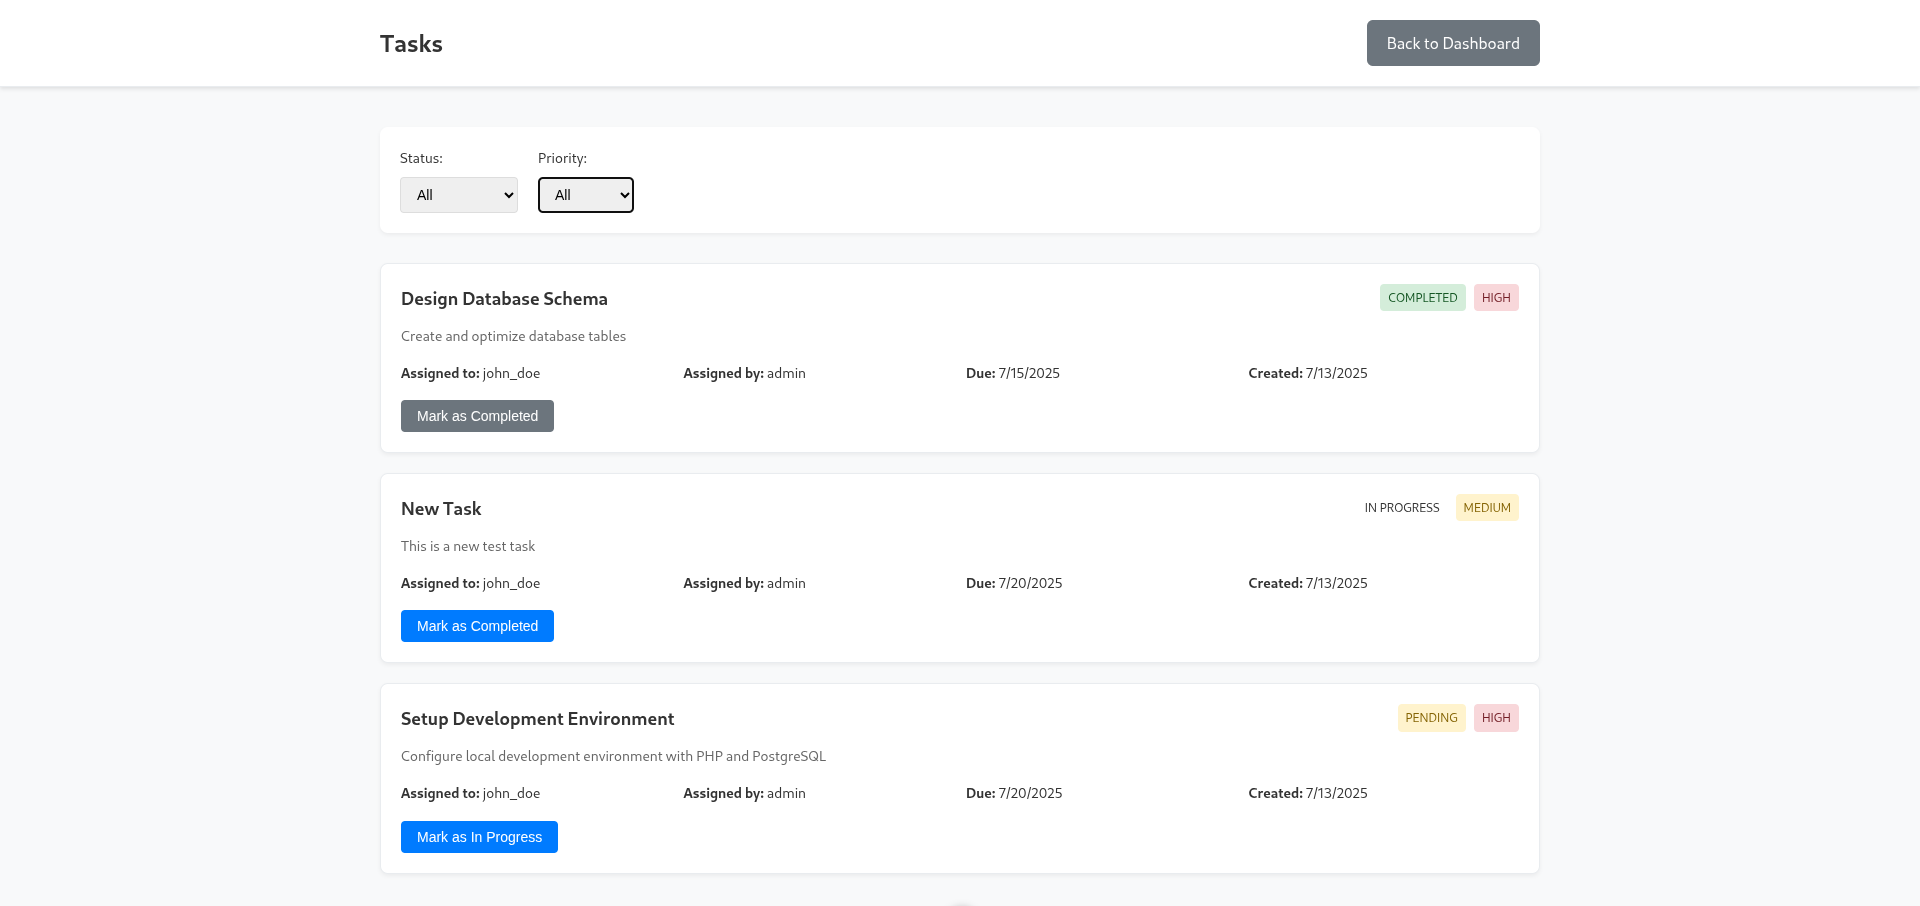 Tasks
Back to Dashboard
Status:
Priority:
All
All
Design Database Schema
COMPLETED
HIGH
Create and optimize database tables
Assigned to: john_doe
Assigned by: admin
Due: 7/15/2025
Created: 7/13/2025
Mark as Completed
New Task
IN PROGRESS
MEDIUM
This is a new test task
Assigned to: john_doe
Assigned by: admin
Due: 7/20/2025
Created: 7/13/2025
Mark as Completed
Setup Development Environment
PENDING
HIGH
Configure local development environment with PHP and PostgreSQL
Assigned to: john_doe
Assigned by: admin
Due: 7/20/2025
Created: 7/13/2025
Mark as In Progress